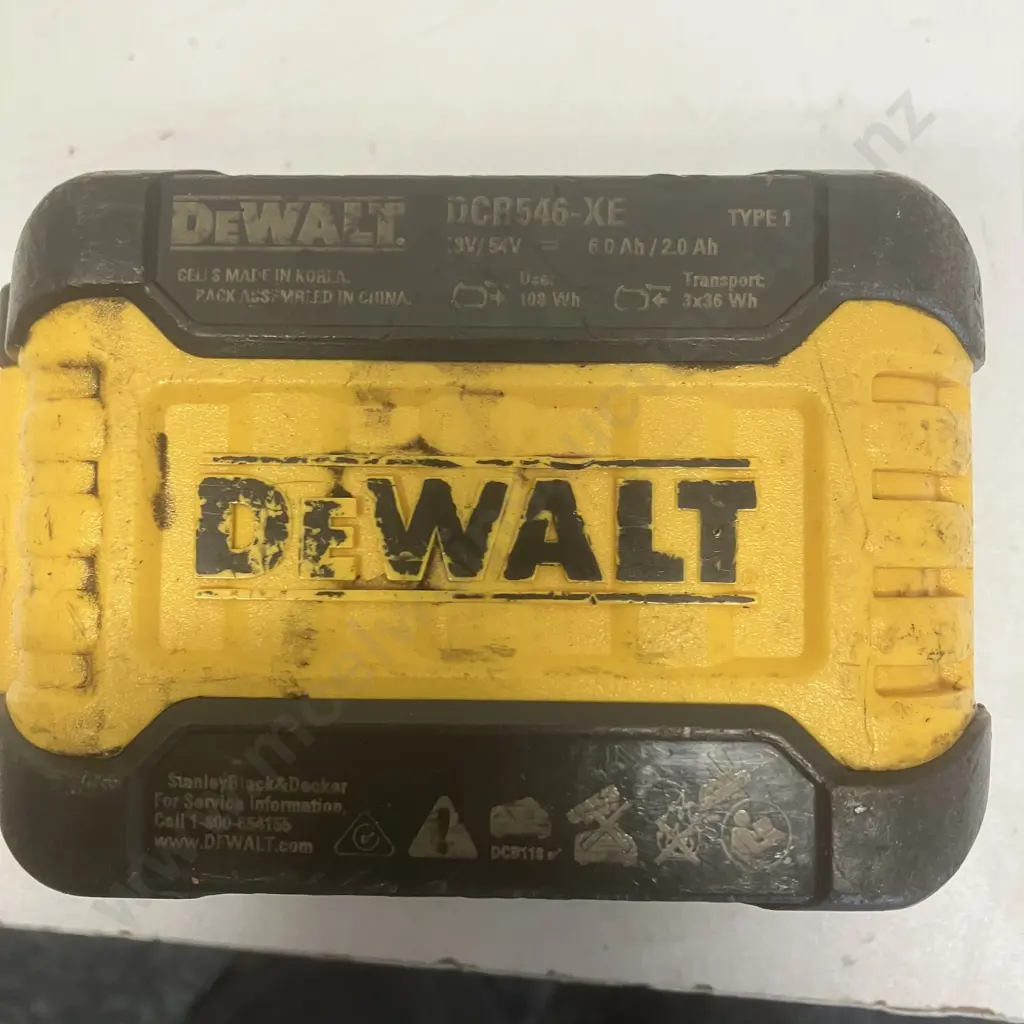 DEWALT.
DCB546-XE
TYPE 1
18V/54V 6.0 Ah / 2.0 Ah
CELLS MADE IN KOREA.
PACK ASSEMBLED IN CHINA.
Use:
108 Wh
Transport:
3x36 Wh
DEWALT
StanleyBlack&Decker
For Service Information,
Call 1-800-654155
www.DEWALT.com
DCB118